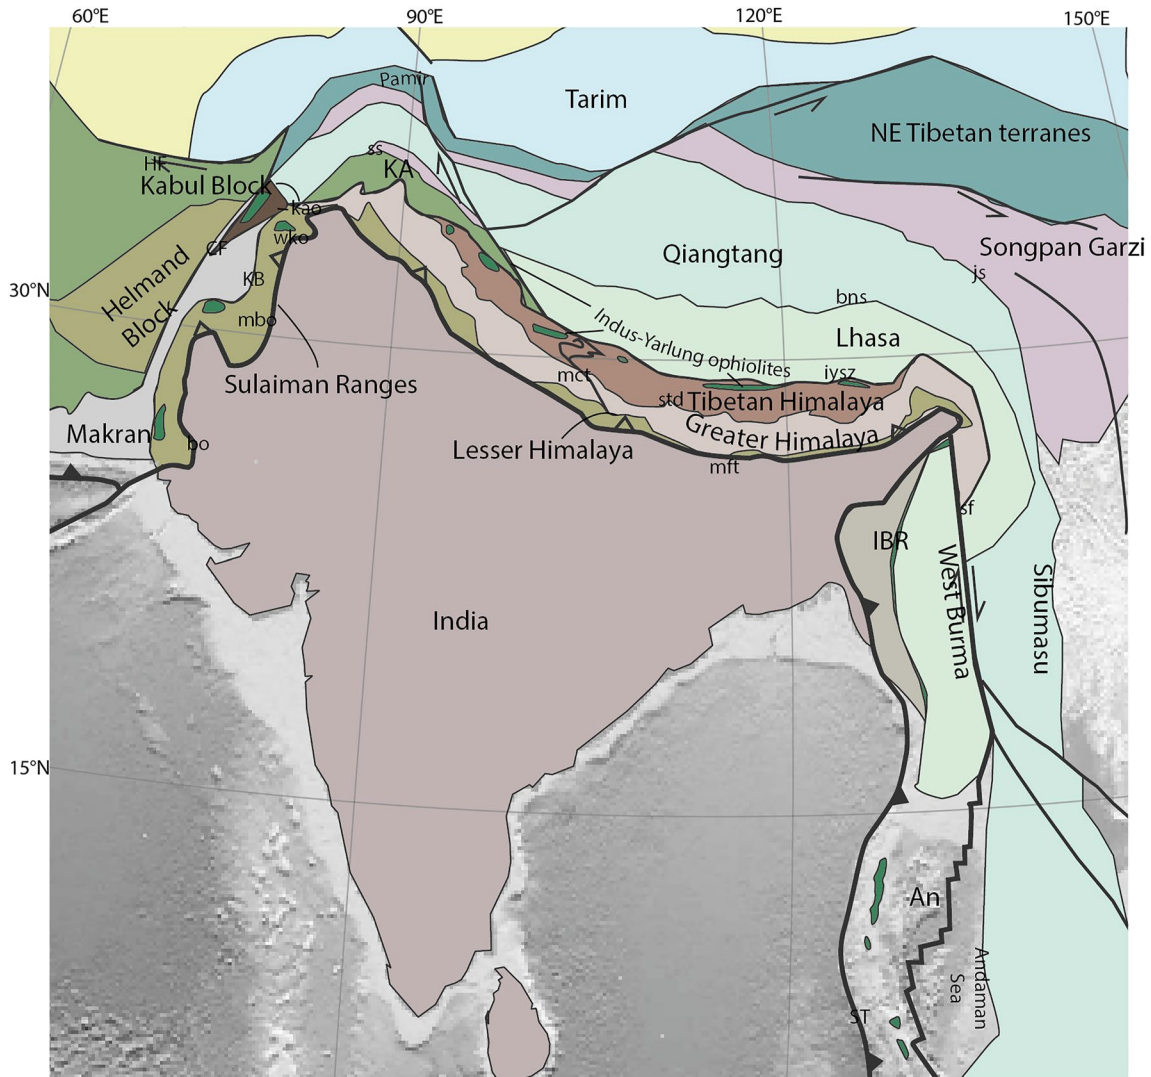 60°E
90°E
120°E
150°E
Pamir
Tarim
NE Tibetan terranes
HF
ss
KA
Kabul Block
kao
wko
CF
Qiangtang
Songpan Garzi
js
Helmand
Block
KB
30°N
bns
mbo
Indus-Yarlung ophiolites
Lhasa
iysz
mct
Sulaiman Ranges
std
Tibetan Himalaya
Makran
bo
Greater Himalaya
Lesser Himalaya
mft
sf
IBR
West Burma
Sibumasu
India
15°N
An
Andaman
Sea
ST